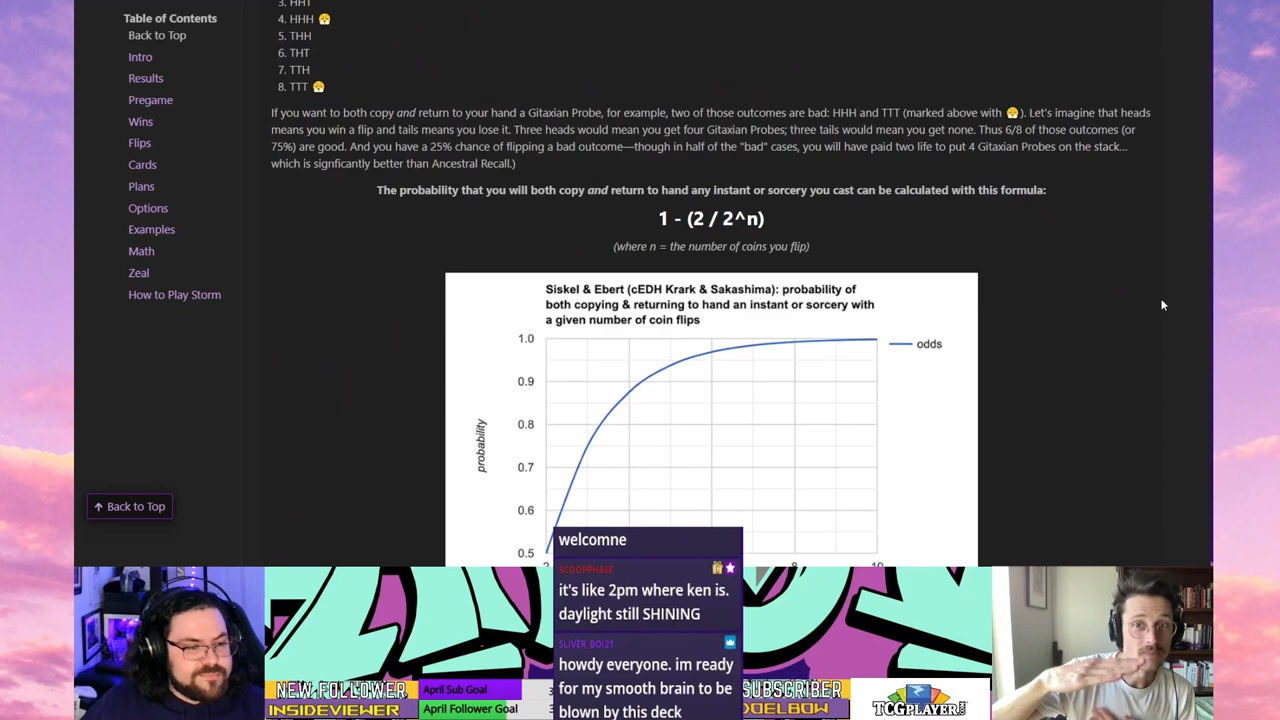 Table of Contents
Back to Top
Intro
Results
Pregame
Wins
Flips
Cards
Plans
Options
Examples
Math
Zeal
How to Play Storm
↑ Back to Top
3. HHT
4. HHH 😤
5. THH
6. THT
7. TTH
8. TTT 😤
If you want to both copy and return to your hand a Gitaxian Probe, for example, two of those outcomes are bad: HHH and TTT (marked above with 😤). Let's imagine that heads
means you win a flip and tails means you lose it. Three heads would mean you get four Gitaxian Probes; three tails would mean you get none. Thus 6/8 of those outcomes (or
75%) are good. And you have a 25% chance of flipping a bad outcome—though in half of the "bad" cases, you will have paid two life to put 4 Gitaxian Probes on the stack...
which is signficantly better than Ancestral Recall.)
The probability that you will both copy and return to hand any instant or sorcery you cast can be calculated with this formula:
1 - (2 / 2^n)
(where n = the number of coins you flip)
Siskel & Ebert (cEDH Krark & Sakashima): probability of
both copying & returning to hand an instant or sorcery with
a given number of coin flips
1.0
0.9
0.8
0.7
0.6
0.5
probability
odds
welcomne
SCOOPPHASE
it's like 2pm where ken is.
daylight still SHINING
SLIVER_BOI21
howdy everyone. im ready
for my smooth brain to be
blown by this deck
NEW FOLLOWER
INSIDEVIEWER
April Sub Goal
April Follower Goal
SUBSCRIBER
DUELBOW
TCGPLAYER.COM